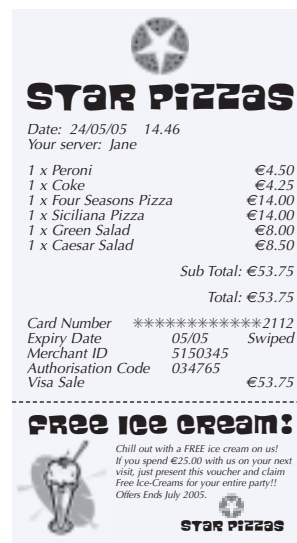 STAR PIZZAS
Date: 24/05/05 14.46
Your server: Jane
1 x Peroni €4.50
1 x Coke €4.25
1 x Four Seasons Pizza €14.00
1 x Siciliana Pizza €14.00
1 x Green Salad €8.00
1 x Caesar Salad €8.50
Sub Total: €53.75
Total: €53.75
Card Number ************2112
Expiry Date 05/05 Swiped
Merchant ID 5150345
Authorisation Code 034765
Visa Sale €53.75
FREE ICE CREAM!
Chill out with a FREE ice cream on us!
If you spend €25.00 with us on your next
visit, just present this voucher and claim
Free Ice-Creams for your entire party!!
Offers Ends July 2005.
STAR PIZZAS